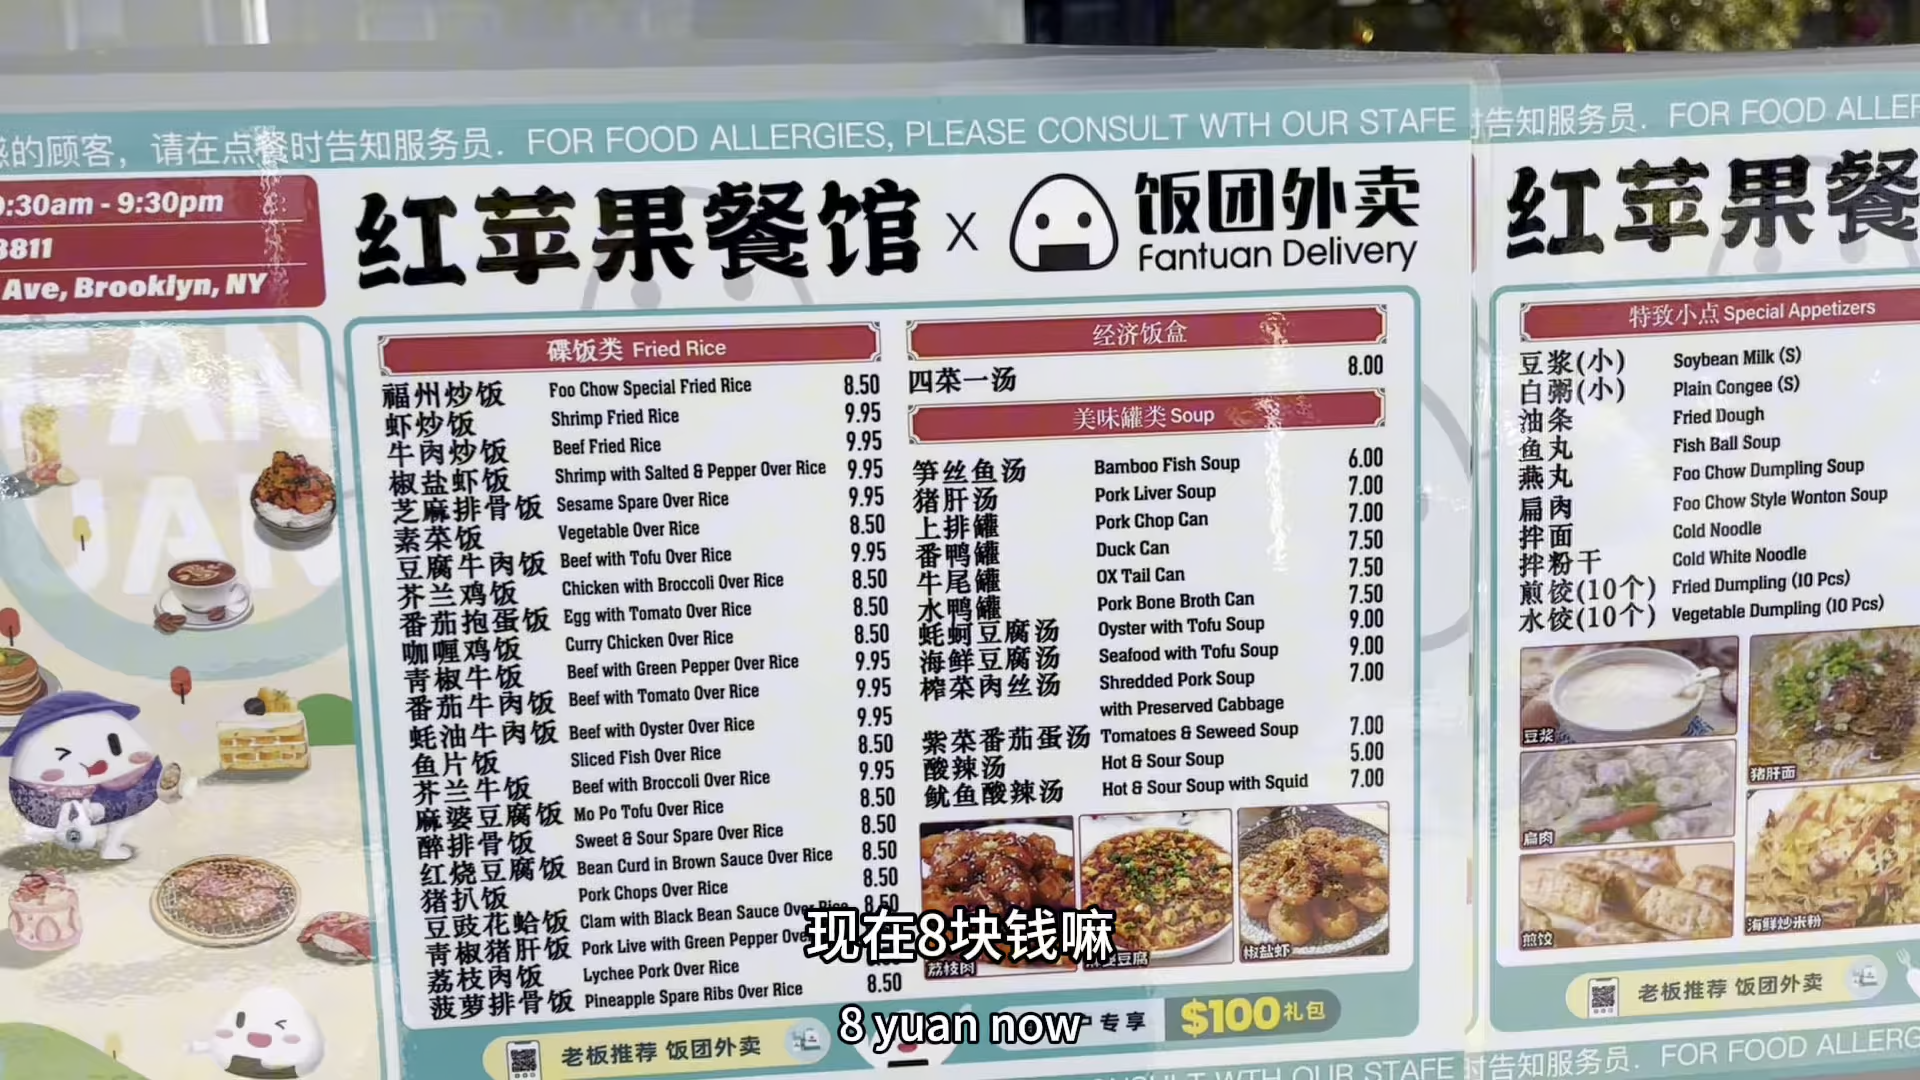 感的顾客，请在点餐时告知服务员. FOR FOOD ALLERGIES, PLEASE CONSULT WTH OUR STAFE
时告知服务员. FOR FOOD ALLER
:30am - 9:30pm
8811
Ave, Brooklyn, NY
红苹果餐馆 x 饭团外卖
Fantuan Delivery
碟饭类 Fried Rice
福州炒饭 Foo Chow Special Fried Rice 8.50
虾炒饭 Shrimp Fried Rice 9.95
牛肉炒饭 Beef Fried Rice 9.95
椒盐虾饭 Shrimp with Salted & Pepper Over Rice 9.95
芝麻排骨饭 Sesame Spare Over Rice 9.95
素菜饭 Vegetable Over Rice 8.50
豆腐牛肉饭 Beef with Tofu Over Rice 9.95
芥兰鸡饭 Chicken with Broccoli Over Rice 8.50
番茄抱蛋饭 Egg with Tomato Over Rice 8.50
咖喱鸡饭 Curry Chicken Over Rice 8.50
青椒牛饭 Beef with Green Pepper Over Rice 9.95
番茄牛肉饭 Beef with Tomato Over Rice 9.95
蚝油牛肉饭 Beef with Oyster Over Rice 9.95
鱼片饭 Sliced Fish Over Rice 8.50
芥兰牛饭 Beef with Broccoli Over Rice 9.95
麻婆豆腐饭 Mo Po Tofu Over Rice 8.50
醉排骨饭 Sweet & Sour Spare Over Rice 8.50
红烧豆腐饭 Bean Curd in Brown Sauce Over Rice 8.50
猪扒饭 Pork Chops Over Rice 8.50
豆豉花蛤饭 Clam with Black Bean Sauce Over Rice 8.50
青椒猪肝饭 Pork Live with Green Pepper Over
荔枝肉饭 Lychee Pork Over Rice
菠萝排骨饭 Pineapple Spare Ribs Over Rice 8.50
经济饭盒
四菜一汤 8.00
美味罐类 Soup
笋丝鱼汤 Bamboo Fish Soup 6.00
猪肝汤 Pork Liver Soup 7.00
上排罐 Pork Chop Can 7.00
番鸭罐 Duck Can 7.50
牛尾罐 OX Tail Can 7.50
水鸭罐 Pork Bone Broth Can 7.50
蚝蚵豆腐汤 Oyster with Tofu Soup 9.00
海鲜豆腐汤 Seafood with Tofu Soup 9.00
榨菜肉丝汤 Shredded Pork Soup 7.00
with Preserved Cabbage
紫菜番茄蛋汤 Tomatoes & Seweed Soup 7.00
酸辣汤 Hot & Sour Soup 5.00
鱿鱼酸辣汤 Hot & Sour Soup with Squid 7.00
荔枝肉
豆腐
椒盐虾
老板推荐 饭团外卖
专享 $100礼包
红苹果餐
特致小点 Special Appetizers
豆浆(小) Soybean Milk (S)
白粥(小) Plain Congee (S)
油条 Fried Dough
鱼丸 Fish Ball Soup
燕丸 Foo Chow Dumpling Soup
扁肉 Foo Chow Style Wonton Soup
拌面 Cold Noodle
拌粉干 Cold White Noodle
煎饺(10个) Fried Dumpling (10 Pcs)
水饺(10个) Vegetable Dumpling (10 Pcs)
豆浆
猪肝面
扁肉
煎饺
海鲜炒米粉
老板推荐 饭团外卖
CONSULT WTH OUR STAFE 时告知服务员. FOR FOOD ALLERG
现在8块钱嘛
8 yuan now